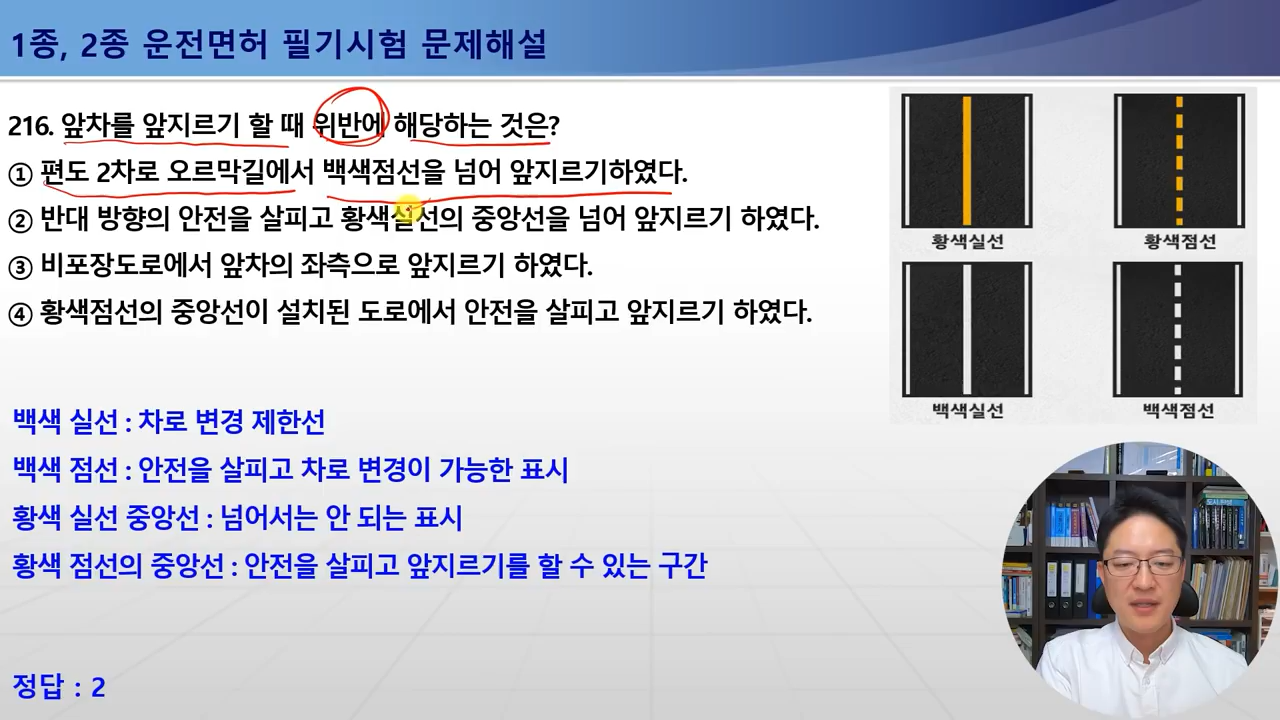 1종, 2종 운전면허 필기시험 문제해설
216. 앞차를 앞지르기 할 때 위반에 해당하는 것은?
① 편도 2차로 오르막길에서 백색점선을 넘어 앞지르기하였다.
② 반대 방향의 안전을 살피고 황색실선의 중앙선을 넘어 앞지르기 하였다.
③ 비포장도로에서 앞차의 좌측으로 앞지르기 하였다.
④ 황색점선의 중앙선이 설치된 도로에서 안전을 살피고 앞지르기 하였다.
황색실선
황색점선
백색실선
백색점선
백색 실선 : 차로 변경 제한선
백색 점선 : 안전을 살피고 차로 변경이 가능한 표시
황색 실선 중앙선 : 넘어서는 안 되는 표시
황색 점선의 중앙선 : 안전을 살피고 앞지르기를 할 수 있는 구간
정답 : 2